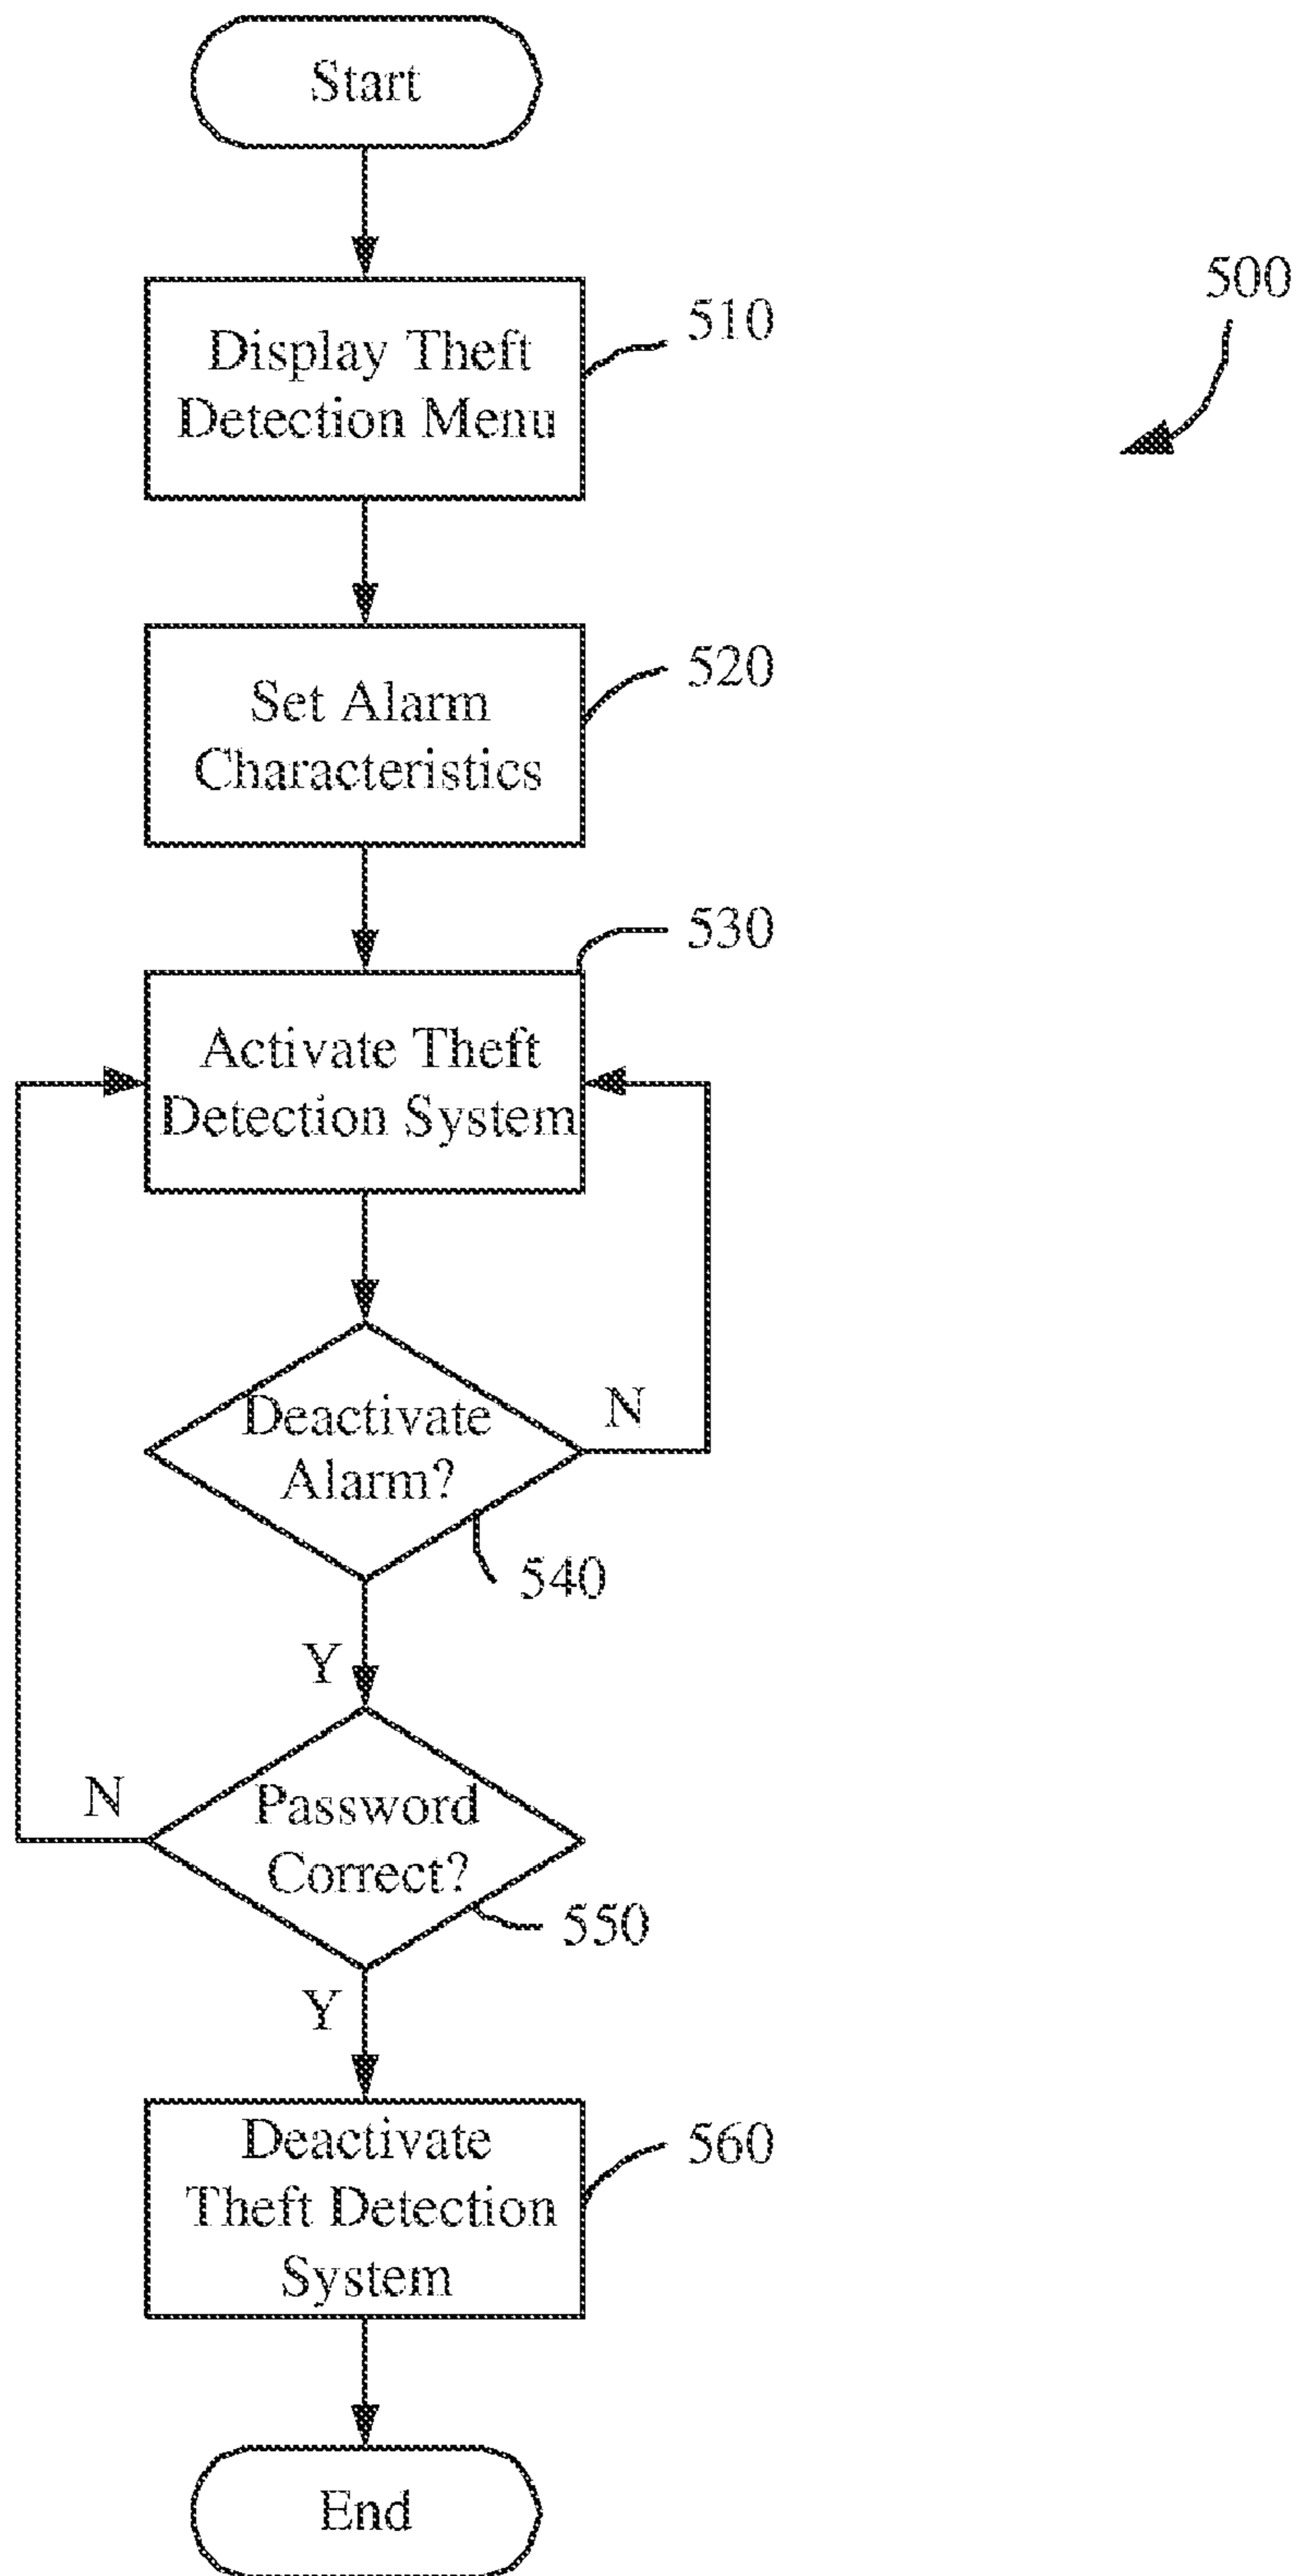 Start
500
Display Theft
Detection Menu
510
Set Alarm
Characteristics
520
530
Activate Theft
Detection System
Deactivate
Alarm?
N
540
Y
N
Password
Correct?
550
Y
Deactivate
Theft Detection
System
560
End